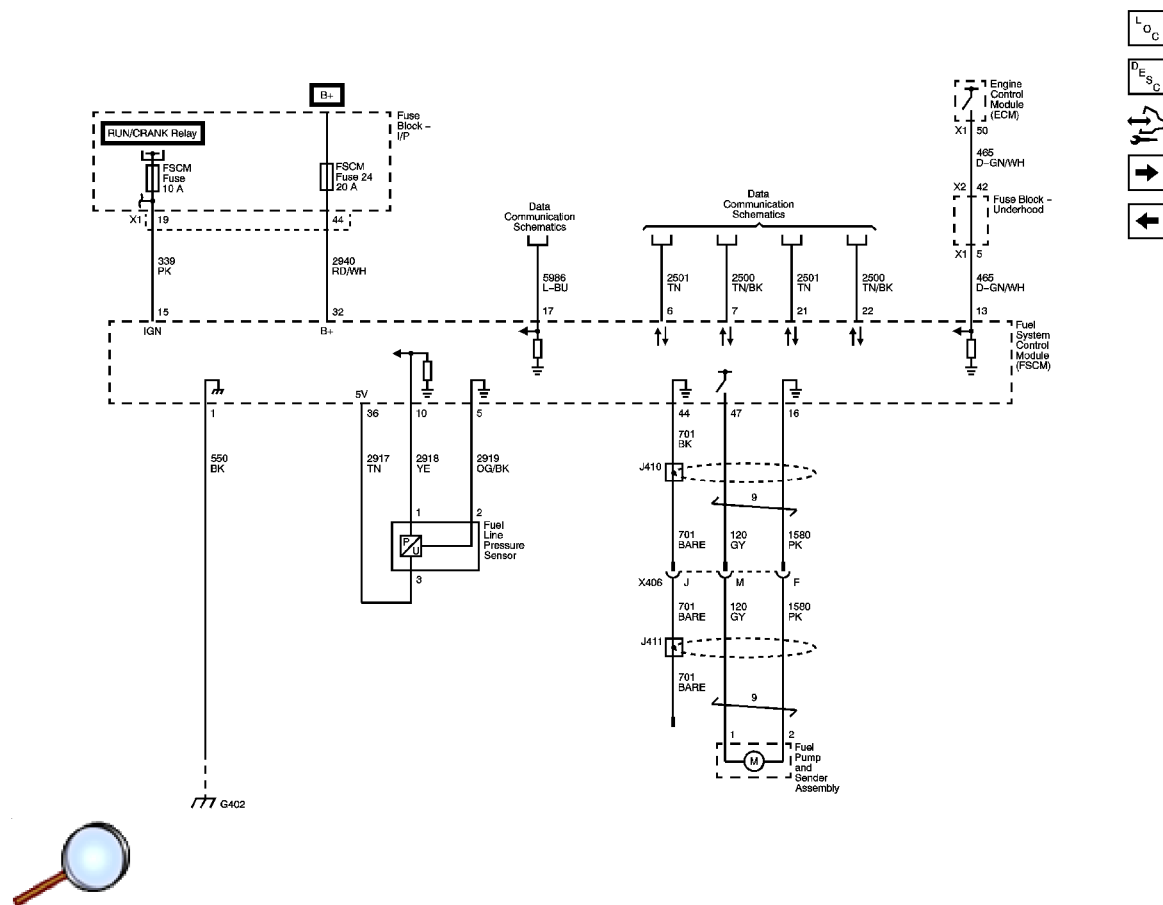 L
O
C
D
E
S
C
B+
Fuse
Block –
I/P
RUN/CRANK Relay
FSCM
Fuse
10 A
FSCM
Fuse 24
20 A
X1
19
44
339
PK
2940
RD/WH
15
32
IGN
B+
Data
Communication
Schematics
5986
L–BU
17
Data
Communication
Schematics
2501
TN
2500
TN/BK
2501
TN
2500
TN/BK
6
7
21
22
Engine
Control
Module
(ECM)
X1
50
465
D–GN/WH
X2
42
Fuse Block –
Underhood
X1
5
465
D–GN/WH
13
Fuel
System
Control
Module
(FSCM)
5V
1
36
10
5
44
47
16
550
BK
2917
TN
2918
YE
2919
OG/BK
1
2
P
U
3
Fuel
Line
Pressure
Sensor
701
BK
J410
9
701
BARE
120
GY
1580
PK
X406
J
M
F
701
BARE
120
GY
1580
PK
J411
701
BARE
9
1
2
M
Fuel
Pump
and
Sender
Assembly
G402